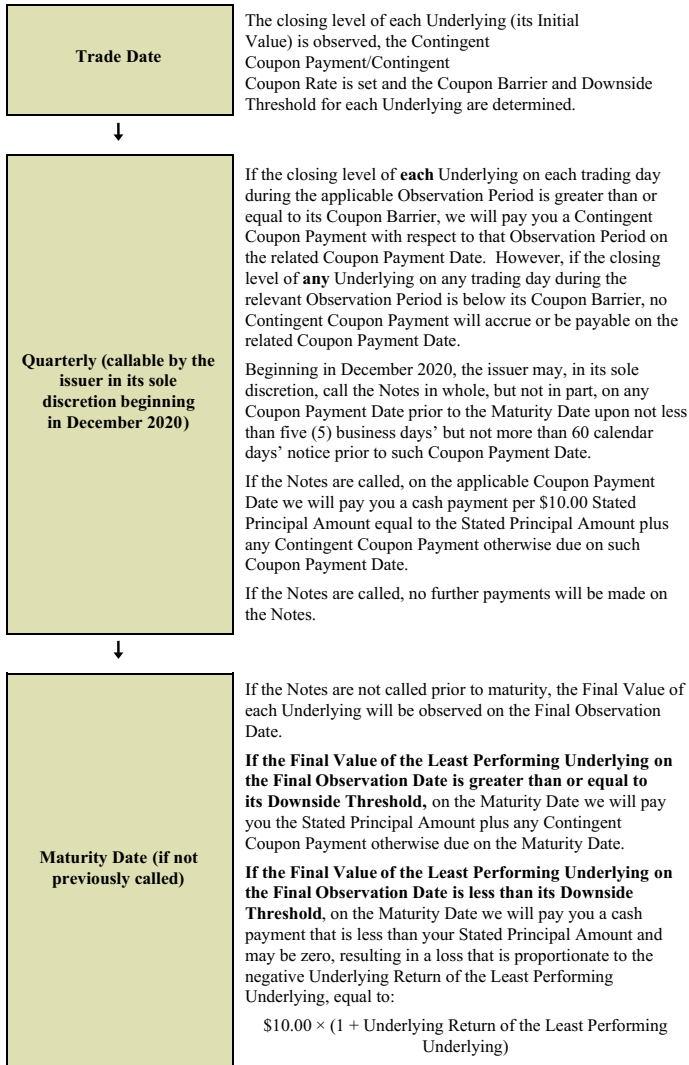 Trade Date
The closing level of each Underlying (its Initial
Value) is observed, the Contingent
Coupon Payment/Contingent
Coupon Rate is set and the Coupon Barrier and Downside
Threshold for each Underlying are determined.
Quarterly (callable by the
issuer in its sole
discretion beginning
in December 2020)
If the closing level of each Underlying on each trading day
during the applicable Observation Period is greater than or
equal to its Coupon Barrier, we will pay you a Contingent
Coupon Payment with respect to that Observation Period on
the related Coupon Payment Date. However, if the closing
level of any Underlying on any trading day during the
relevant Observation Period is below its Coupon Barrier, no
Contingent Coupon Payment will accrue or be payable on the
related Coupon Payment Date.
Beginning in December 2020, the issuer may, in its sole
discretion, call the Notes in whole, but not in part, on any
Coupon Payment Date prior to the Maturity Date upon not less
than five (5) business days’ but not more than 60 calendar
days’ notice prior to such Coupon Payment Date.
If the Notes are called, on the applicable Coupon Payment
Date we will pay you a cash payment per $10.00 Stated
Principal Amount equal to the Stated Principal Amount plus
any Contingent Coupon Payment otherwise due on such
Coupon Payment Date.
If the Notes are called, no further payments will be made on
the Notes.
Maturity Date (if not
previously called)
If the Notes are not called prior to maturity, the Final Value of
each Underlying will be observed on the Final Observation
Date.
If the Final Value of the Least Performing Underlying on
the Final Observation Date is greater than or equal to
its Downside Threshold, on the Maturity Date we will pay
you the Stated Principal Amount plus any Contingent
Coupon Payment otherwise due on the Maturity Date.
If the Final Value of the Least Performing Underlying on
the Final Observation Date is less than its Downside
Threshold, on the Maturity Date we will pay you a cash
payment that is less than your Stated Principal Amount and
may be zero, resulting in a loss that is proportionate to the
negative Underlying Return of the Least Performing
Underlying, equal to:
$10.00 × (1 + Underlying Return of the Least Performing
Underlying)